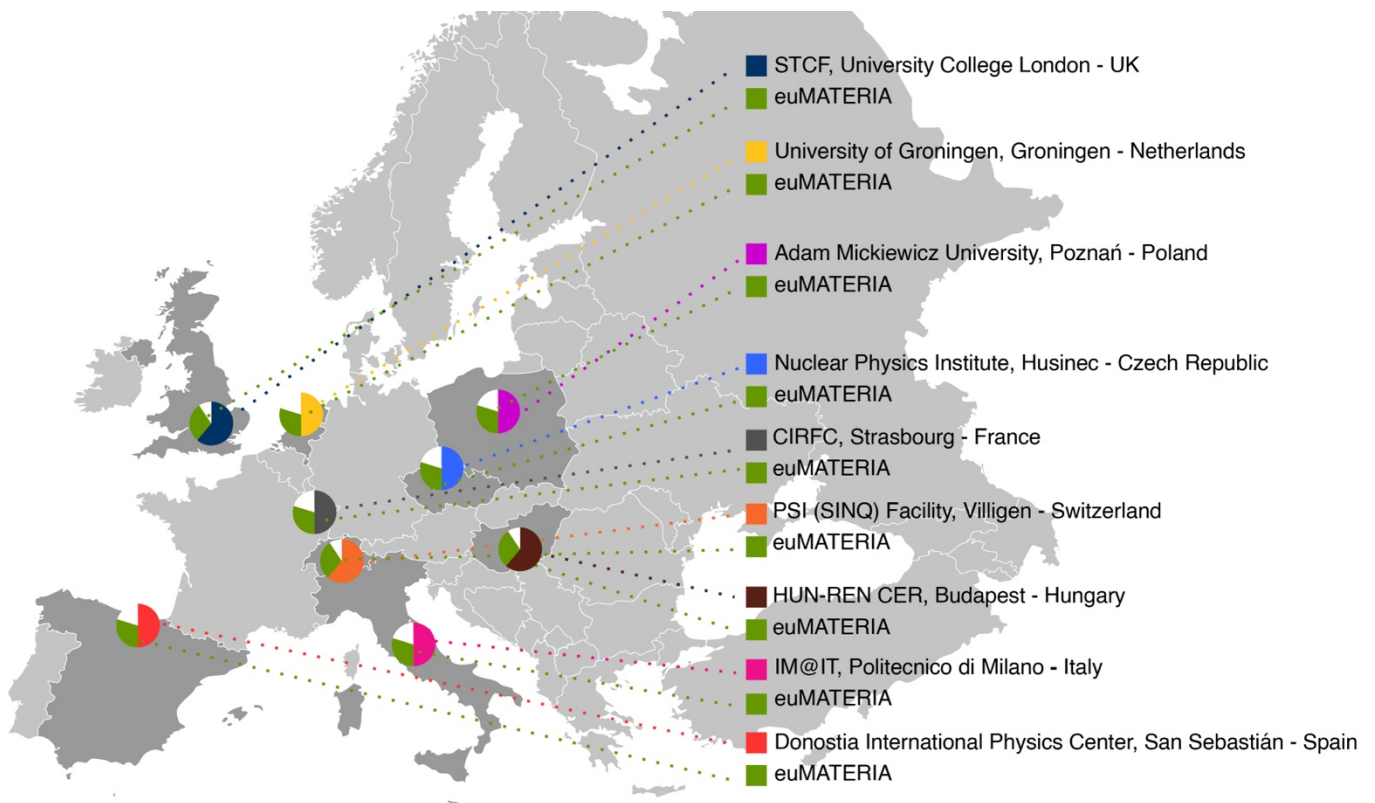 STCF, University College London - UK
euMATERIA
University of Groningen, Groningen - Netherlands
euMATERIA
Adam Mickiewicz University, Poznań - Poland
euMATERIA
Nuclear Physics Institute, Husinec - Czech Republic
euMATERIA
CIRFC, Strasbourg - France
euMATERIA
PSI (SINQ) Facility, Villigen - Switzerland
euMATERIA
HUN-REN CER, Budapest - Hungary
euMATERIA
IM@IT, Politecnico di Milano - Italy
euMATERIA
Donostia International Physics Center, San Sebastián - Spain
euMATERIA